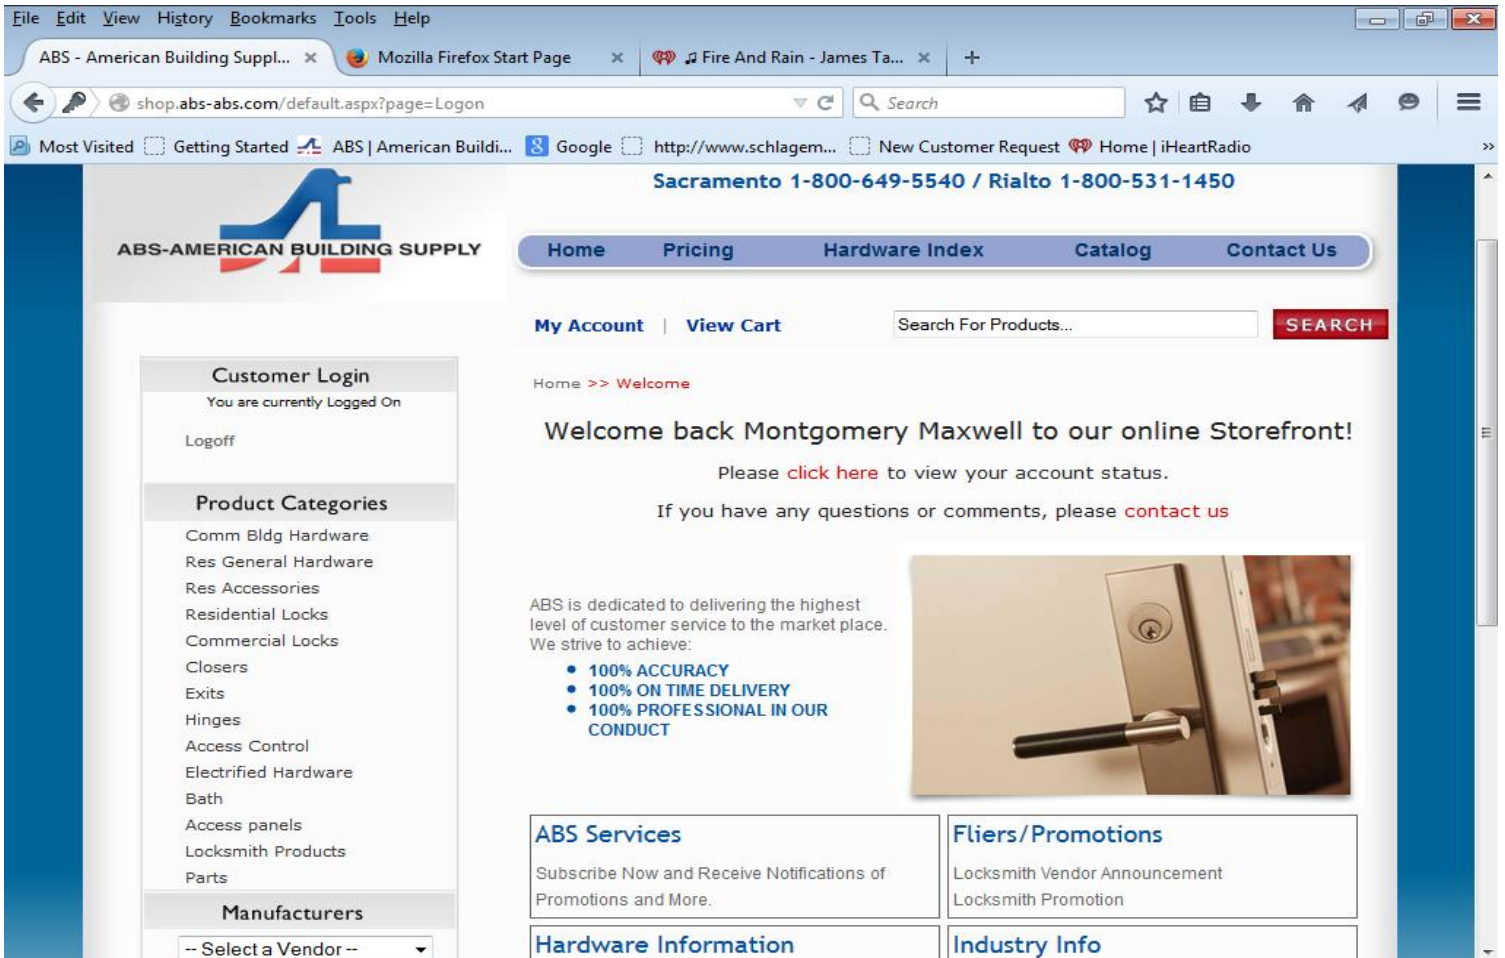 File Edit View History Bookmarks Tools Help
ABS - American Building Suppl... Mozilla Firefox Start Page ♫ Fire And Rain - James Ta...
shop.abs-abs.com/default.aspx?page=Logon Search
Most Visited Getting Started ABS | American Buildi... Google http://www.schlagem... New Customer Request Home | iHeartRadio »
Sacramento 1-800-649-5540 / Rialto 1-800-531-1450
ABS-AMERICAN BUILDING SUPPLY
Home Pricing Hardware Index Catalog Contact Us
My Account | View Cart Search For Products... SEARCH
Customer Login
You are currently Logged On
Logoff
Product Categories
Comm Bldg Hardware
Res General Hardware
Res Accessories
Residential Locks
Commercial Locks
Closers
Exits
Hinges
Access Control
Electrified Hardware
Bath
Access panels
Locksmith Products
Parts
Manufacturers
-- Select a Vendor --
Home >> Welcome
Welcome back Montgomery Maxwell to our online Storefront!
Please click here to view your account status.
If you have any questions or comments, please contact us
ABS is dedicated to delivering the highest
level of customer service to the market place.
We strive to achieve:
• 100% ACCURACY
• 100% ON TIME DELIVERY
• 100% PROFESSIONAL IN OUR
CONDUCT
ABS Services
Subscribe Now and Receive Notifications of
Promotions and More.
Fliers/Promotions
Locksmith Vendor Announcement
Locksmith Promotion
Hardware Information
Industry Info